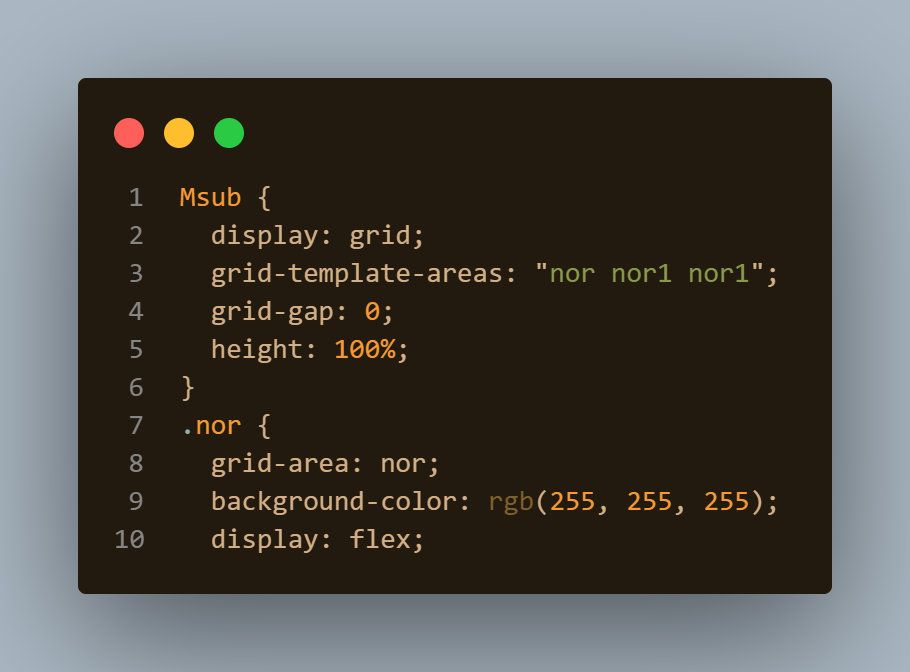 1 Msub {
2   display: grid;
3   grid-template-areas: "nor nor1 nor1";
4   grid-gap: 0;
5   height: 100%;
6 }
7 .nor {
8   grid-area: nor;
9   background-color: rgb(255, 255, 255);
10   display: flex;